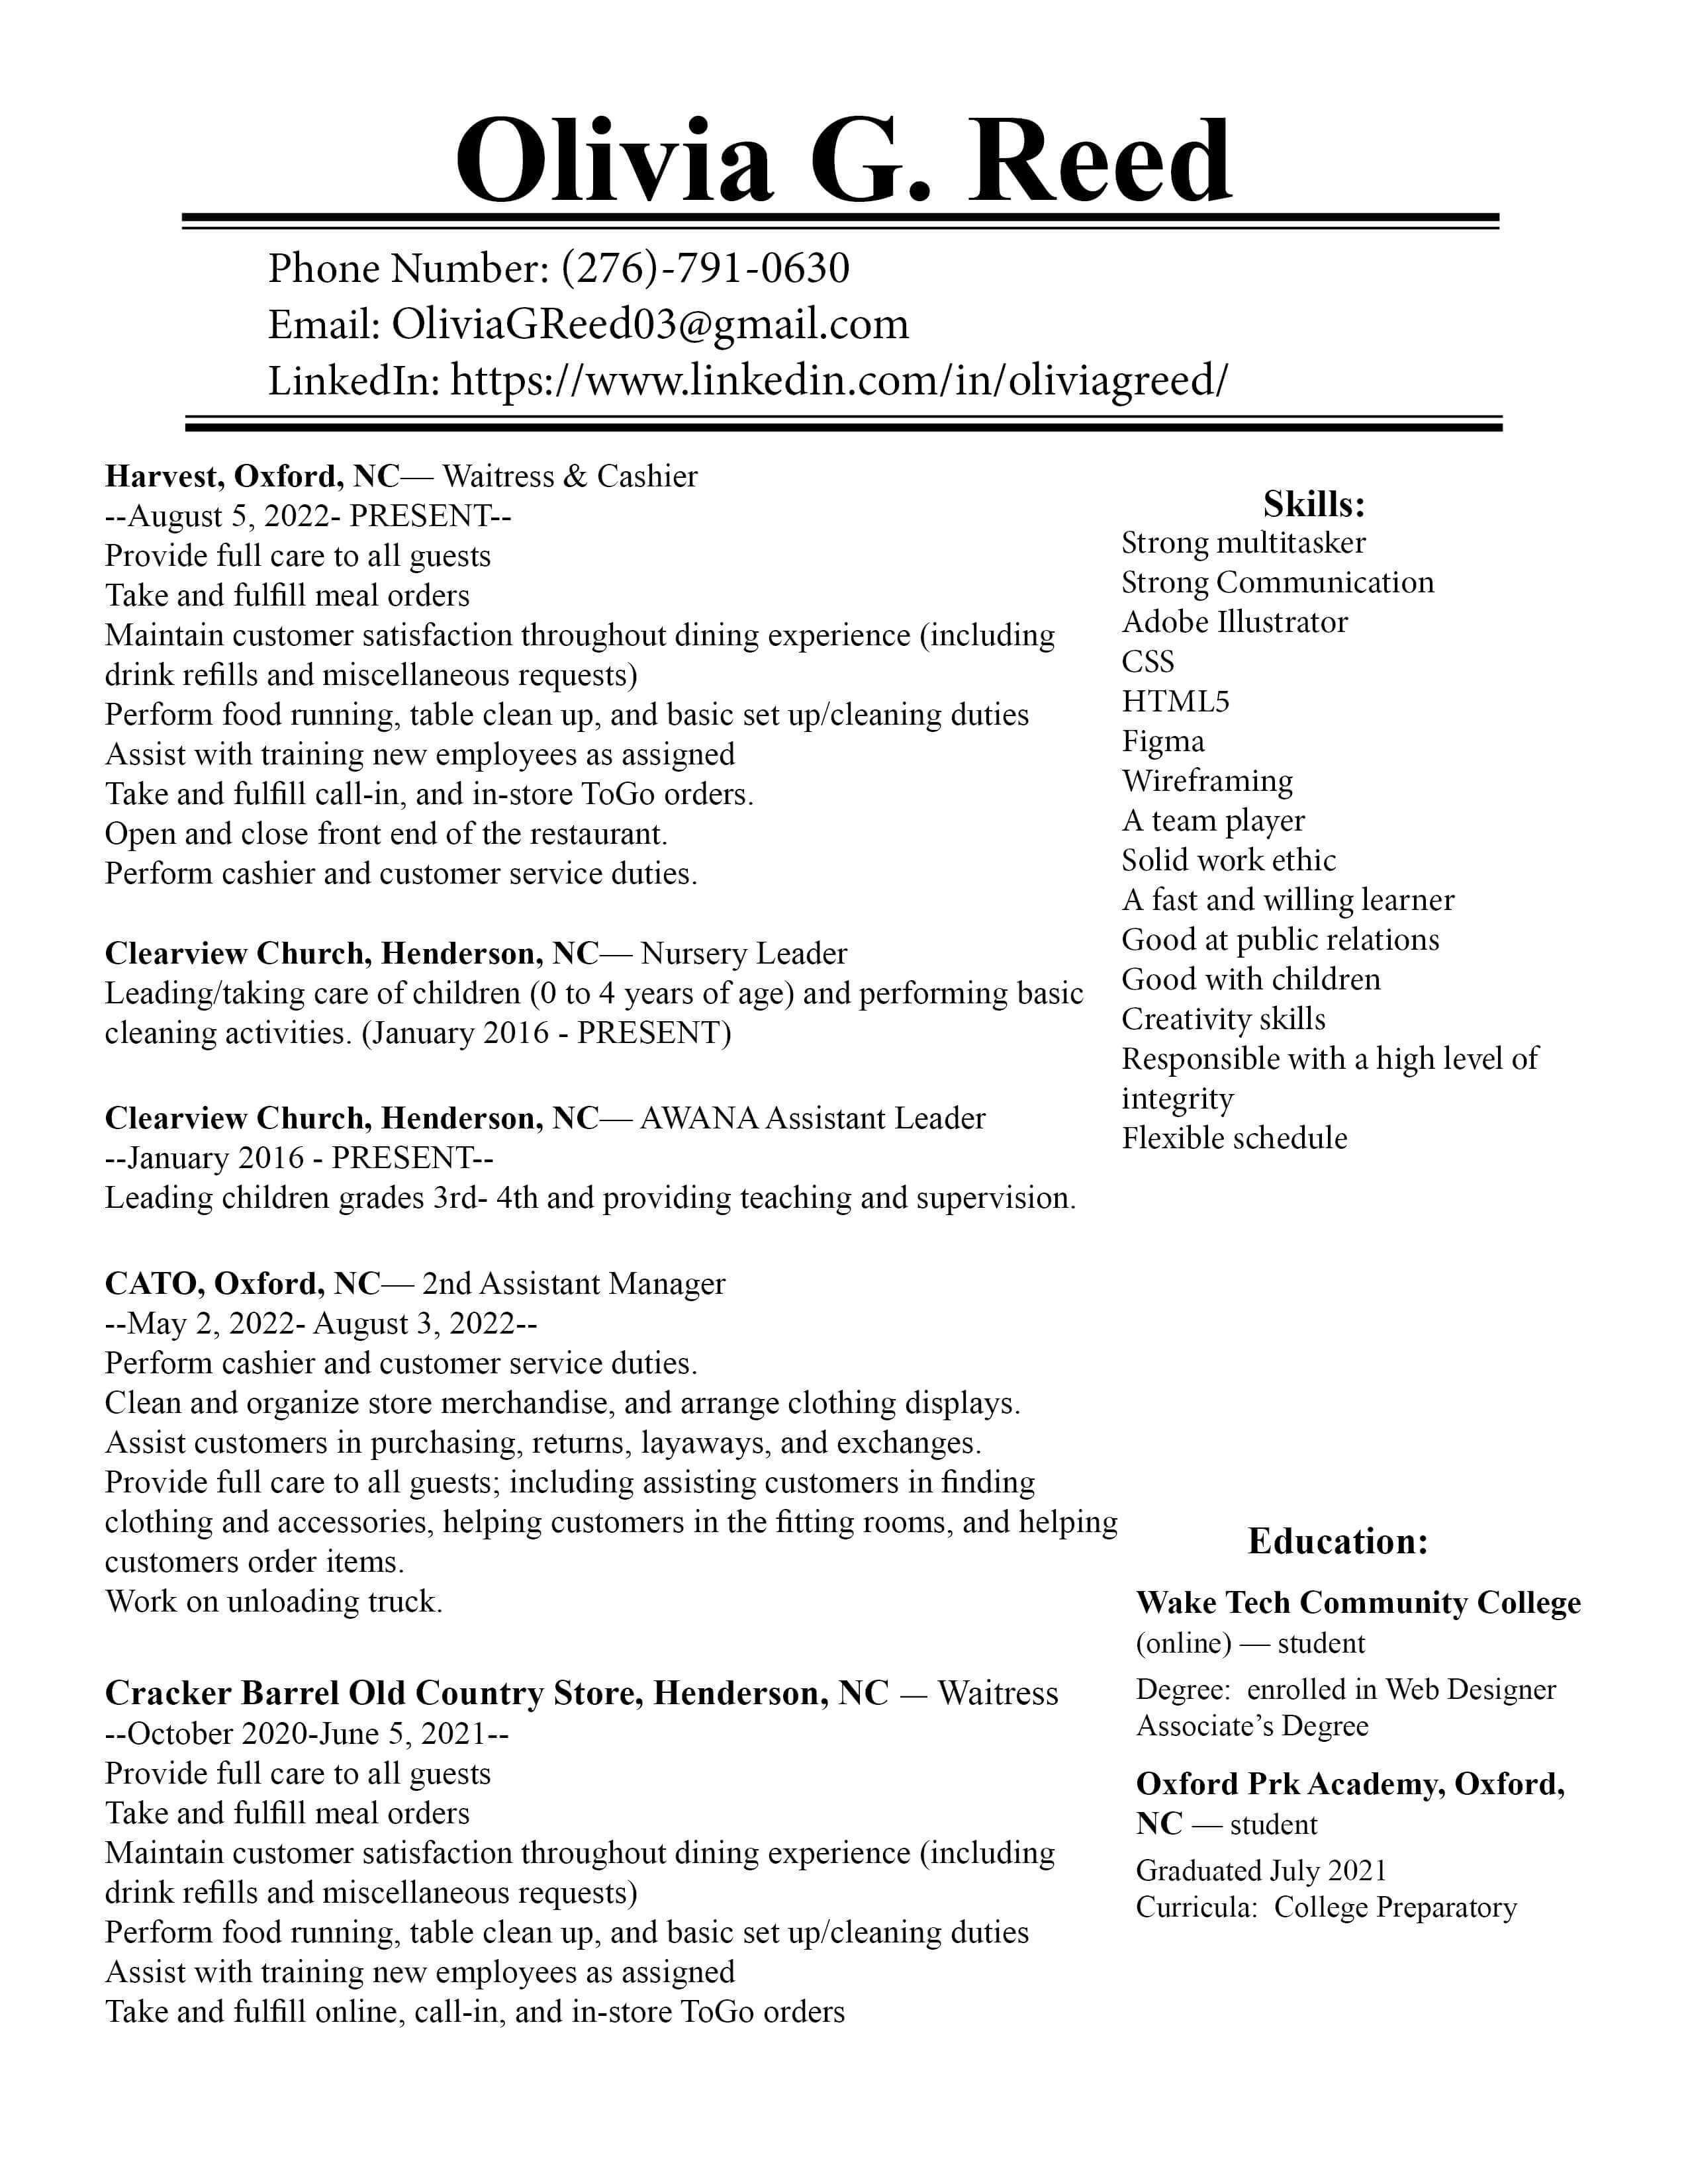 Olivia G. Reed
Phone Number: (276)-791-0630
Email: OliviaGReed03@gmail.com
LinkedIn: https://www.linkedin.com/in/oliviagreed/
Harvest, Oxford, NC— Waitress & Cashier
--August 5, 2022- PRESENT--
Provide full care to all guests
Take and fulfill meal orders
Maintain customer satisfaction throughout dining experience (including
drink refills and miscellaneous requests)
Perform food running, table clean up, and basic set up/cleaning duties
Assist with training new employees as assigned
Take and fulfill call-in, and in-store ToGo orders.
Open and close front end of the restaurant.
Perform cashier and customer service duties.
Clearview Church, Henderson, NC— Nursery Leader
Leading/taking care of children (0 to 4 years of age) and performing basic
cleaning activities. (January 2016 - PRESENT)
Clearview Church, Henderson, NC— AWANA Assistant Leader
--January 2016 - PRESENT--
Leading children grades 3rd- 4th and providing teaching and supervision.
CATO, Oxford, NC— 2nd Assistant Manager
--May 2, 2022- August 3, 2022--
Perform cashier and customer service duties.
Clean and organize store merchandise, and arrange clothing displays.
Assist customers in purchasing, returns, layaways, and exchanges.
Provide full care to all guests; including assisting customers in finding
clothing and accessories, helping customers in the fitting rooms, and helping
customers order items.
Work on unloading truck.
Cracker Barrel Old Country Store, Henderson, NC — Waitress
--October 2020-June 5, 2021--
Provide full care to all guests
Take and fulfill meal orders
Maintain customer satisfaction throughout dining experience (including
drink refills and miscellaneous requests)
Perform food running, table clean up, and basic set up/cleaning duties
Assist with training new employees as assigned
Take and fulfill online, call-in, and in-store ToGo orders
Skills:
Strong multitasker
Strong Communication
Adobe Illustrator
CSS
HTML5
Figma
Wireframing
A team player
Solid work ethic
A fast and willing learner
Good at public relations
Good with children
Creativity skills
Responsible with a high level of
integrity
Flexible schedule
Education:
Wake Tech Community College
(online) — student
Degree:  enrolled in Web Designer
Associate’s Degree
Oxford Prk Academy, Oxford,
NC — student
Graduated July 2021
Curricula:  College Preparatory